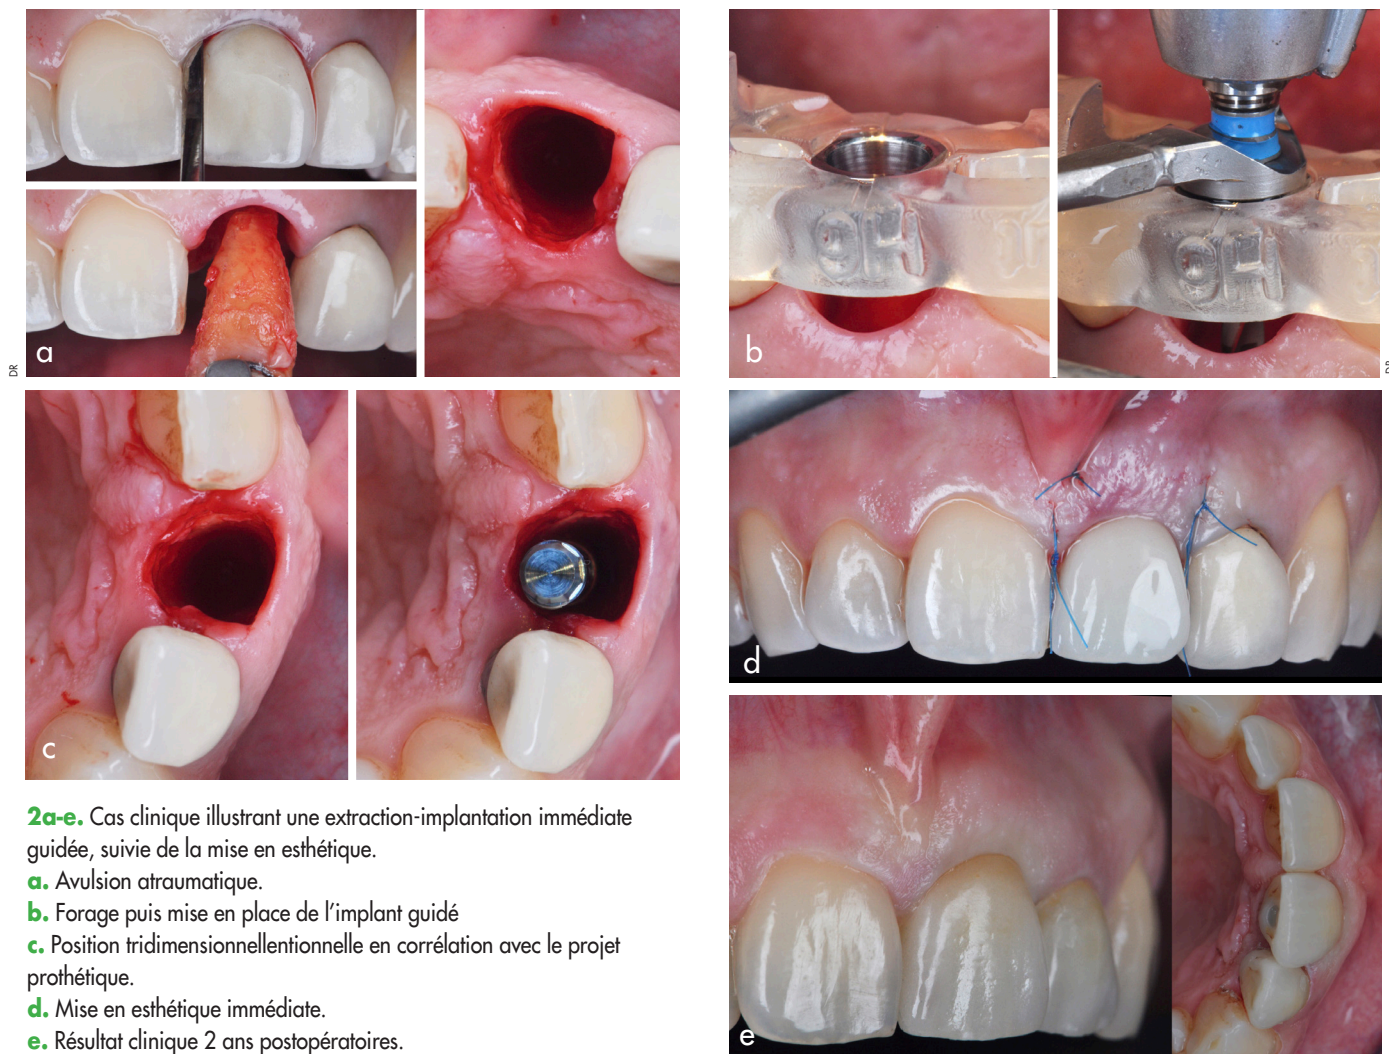 DR
a
b
DR
c
d
e
2a-e. Cas clinique illustrant une extraction-implantation immédiate
guidée, suivie de la mise en esthétique.
a. Avulsion atraumatique.
b. Forage puis mise en place de l’implant guidé
c. Position tridimensionnellentionnelle en corrélation avec le projet
prothétique.
d. Mise en esthétique immédiate.
e. Résultat clinique 2 ans postopératoires.